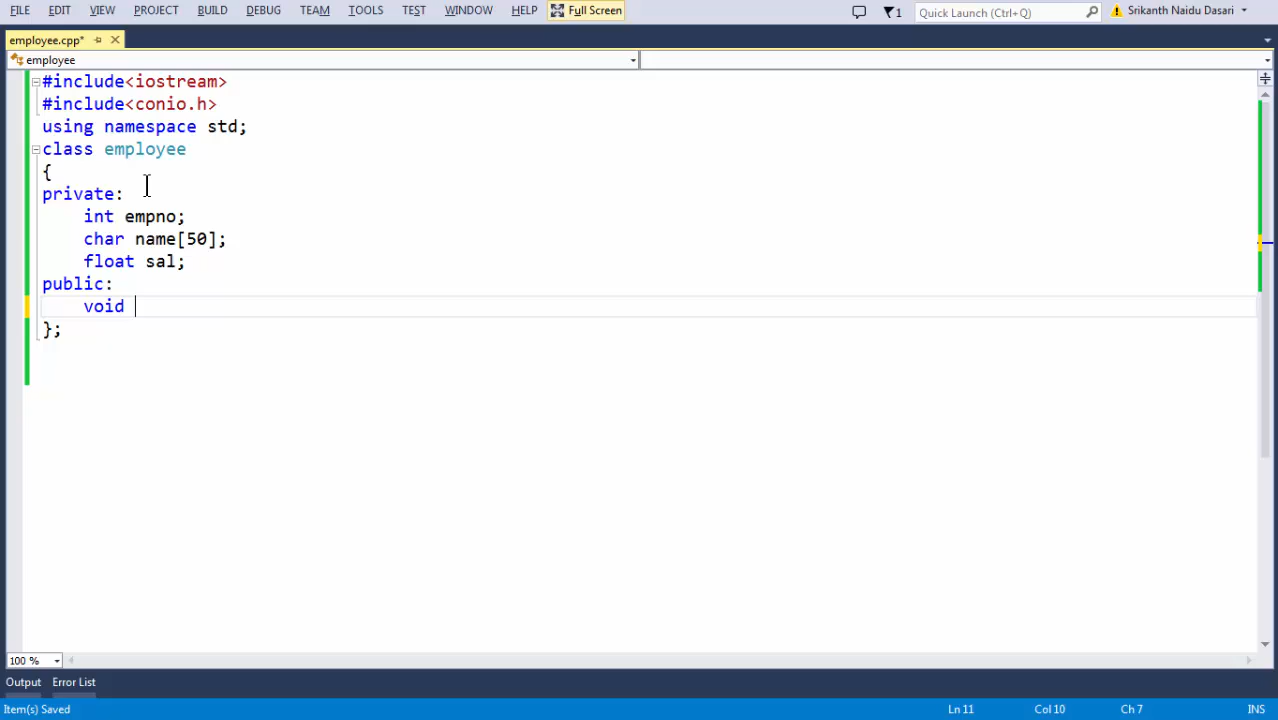 FILE EDIT VIEW PROJECT BUILD DEBUG TEAM TOOLS TEST WINDOW HELP Full Screen 1 Quick Launch (Ctrl+Q) Srikanth Naidu Dasari
employee.cpp*
employee
#include<iostream>
#include<conio.h>
using namespace std;
class employee
{
private:
int empno;
char name[50];
float sal;
public:
void
};
100 %
Output Error List
Item(s) Saved Ln 11 Col 10 Ch 7 INS